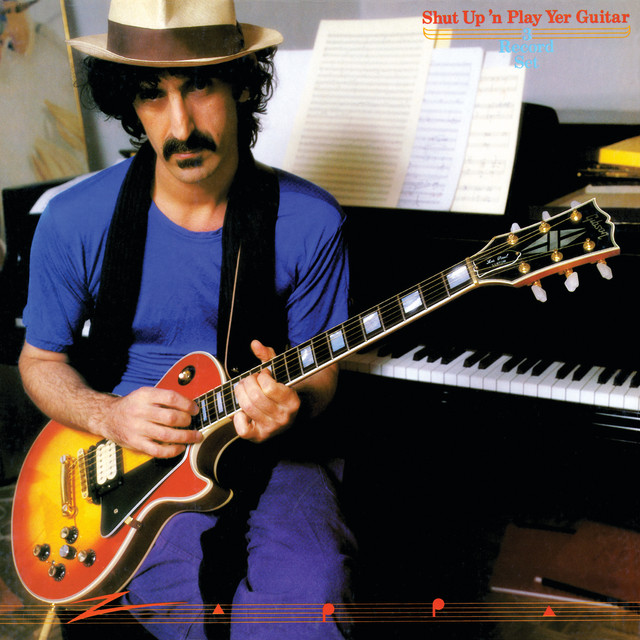 Shut Up 'n Play Yer Guitar
3
Record
Set
Gibson
Les Paul
ZAPPA